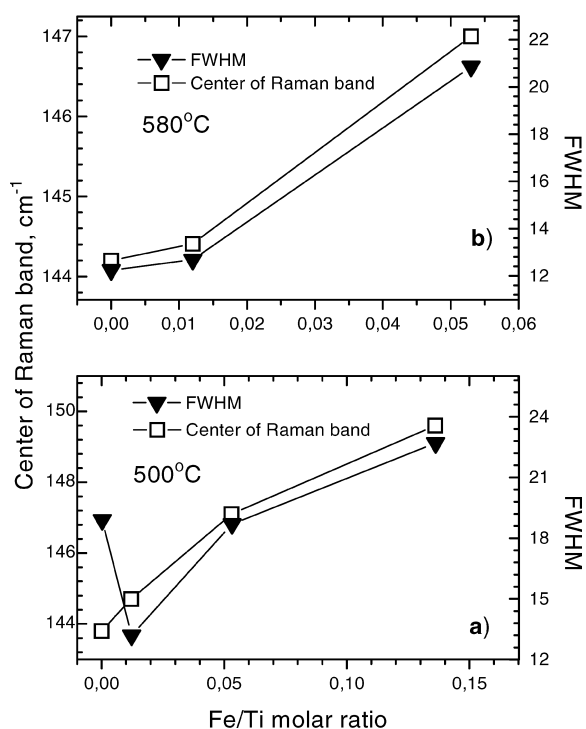 147
146
145
144
22
20
18
16
14
12
FWHM
Center of Raman band
580°C
b)
FWHM
0,00
0,01
0,02
0,03
0,04
0,05
0,06
Center of Raman band, cm-1
150
148
146
144
24
21
18
15
12
FWHM
Center of Raman band
500°C
a)
FWHM
0,00
0,05
0,10
0,15
Fe/Ti molar ratio